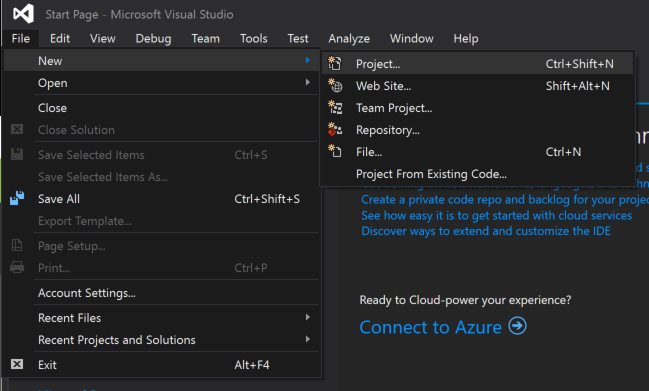 Start Page - Microsoft Visual Studio
File Edit View Debug Team Tools Test Analyze Window Help
New
Open
Close
Close Solution
Save Selected Items Ctrl+S
Save Selected Items As...
Save All Ctrl+Shift+S
Export Template...
Page Setup...
Print... Ctrl+P
Account Settings...
Recent Files
Recent Projects and Solutions
Exit Alt+F4
Project... Ctrl+Shift+N
Web Site... Shift+Alt+N
Team Project...
Repository...
File... Ctrl+N
Project From Existing Code...
Create a private code repo and backlog for your
See how easy it is to get started with cloud services
Discover ways to extend and customize the IDE
Ready to Cloud-power your experience?
Connect to Azure